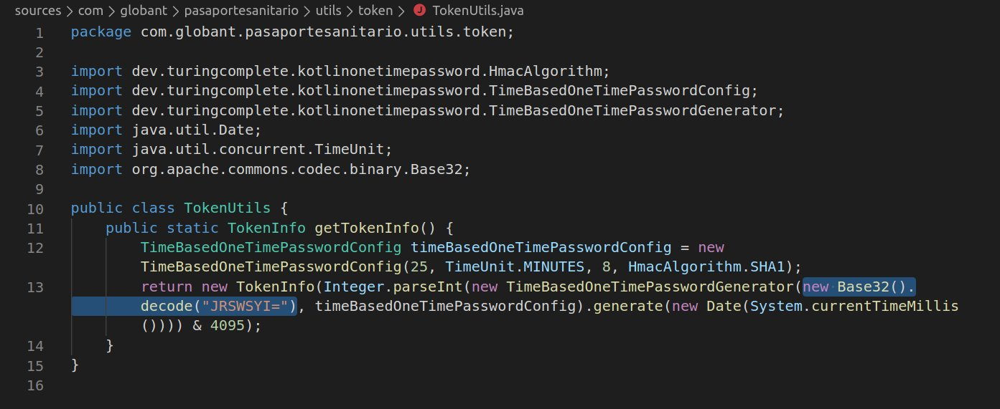 sources > com > globant > pasaportesanitario > utils > token > J TokenUtils.java
1 package com.globant.pasaportesanitario.utils.token;
2
3 import dev.turingcomplete.kotlinonetimepassword.HmacAlgorithm;
4 import dev.turingcomplete.kotlinonetimepassword.TimeBasedOneTimePasswordConfig;
5 import dev.turingcomplete.kotlinonetimepassword.TimeBasedOneTimePasswordGenerator;
6 import java.util.Date;
7 import java.util.concurrent.TimeUnit;
8 import org.apache.commons.codec.binary.Base32;
9
10 public class TokenUtils {
11 public static TokenInfo getTokenInfo() {
12 TimeBasedOneTimePasswordConfig timeBasedOneTimePasswordConfig = new
TimeBasedOneTimePasswordConfig(25, TimeUnit.MINUTES, 8, HmacAlgorithm.SHA1);
13 return new TokenInfo(Integer.parseInt(new TimeBasedOneTimePasswordGenerator(new Base32().
decode("JRSWSYI="), timeBasedOneTimePasswordConfig).generate(new Date(System.currentTimeMillis
()))) & 4095);
14 }
15 }
16